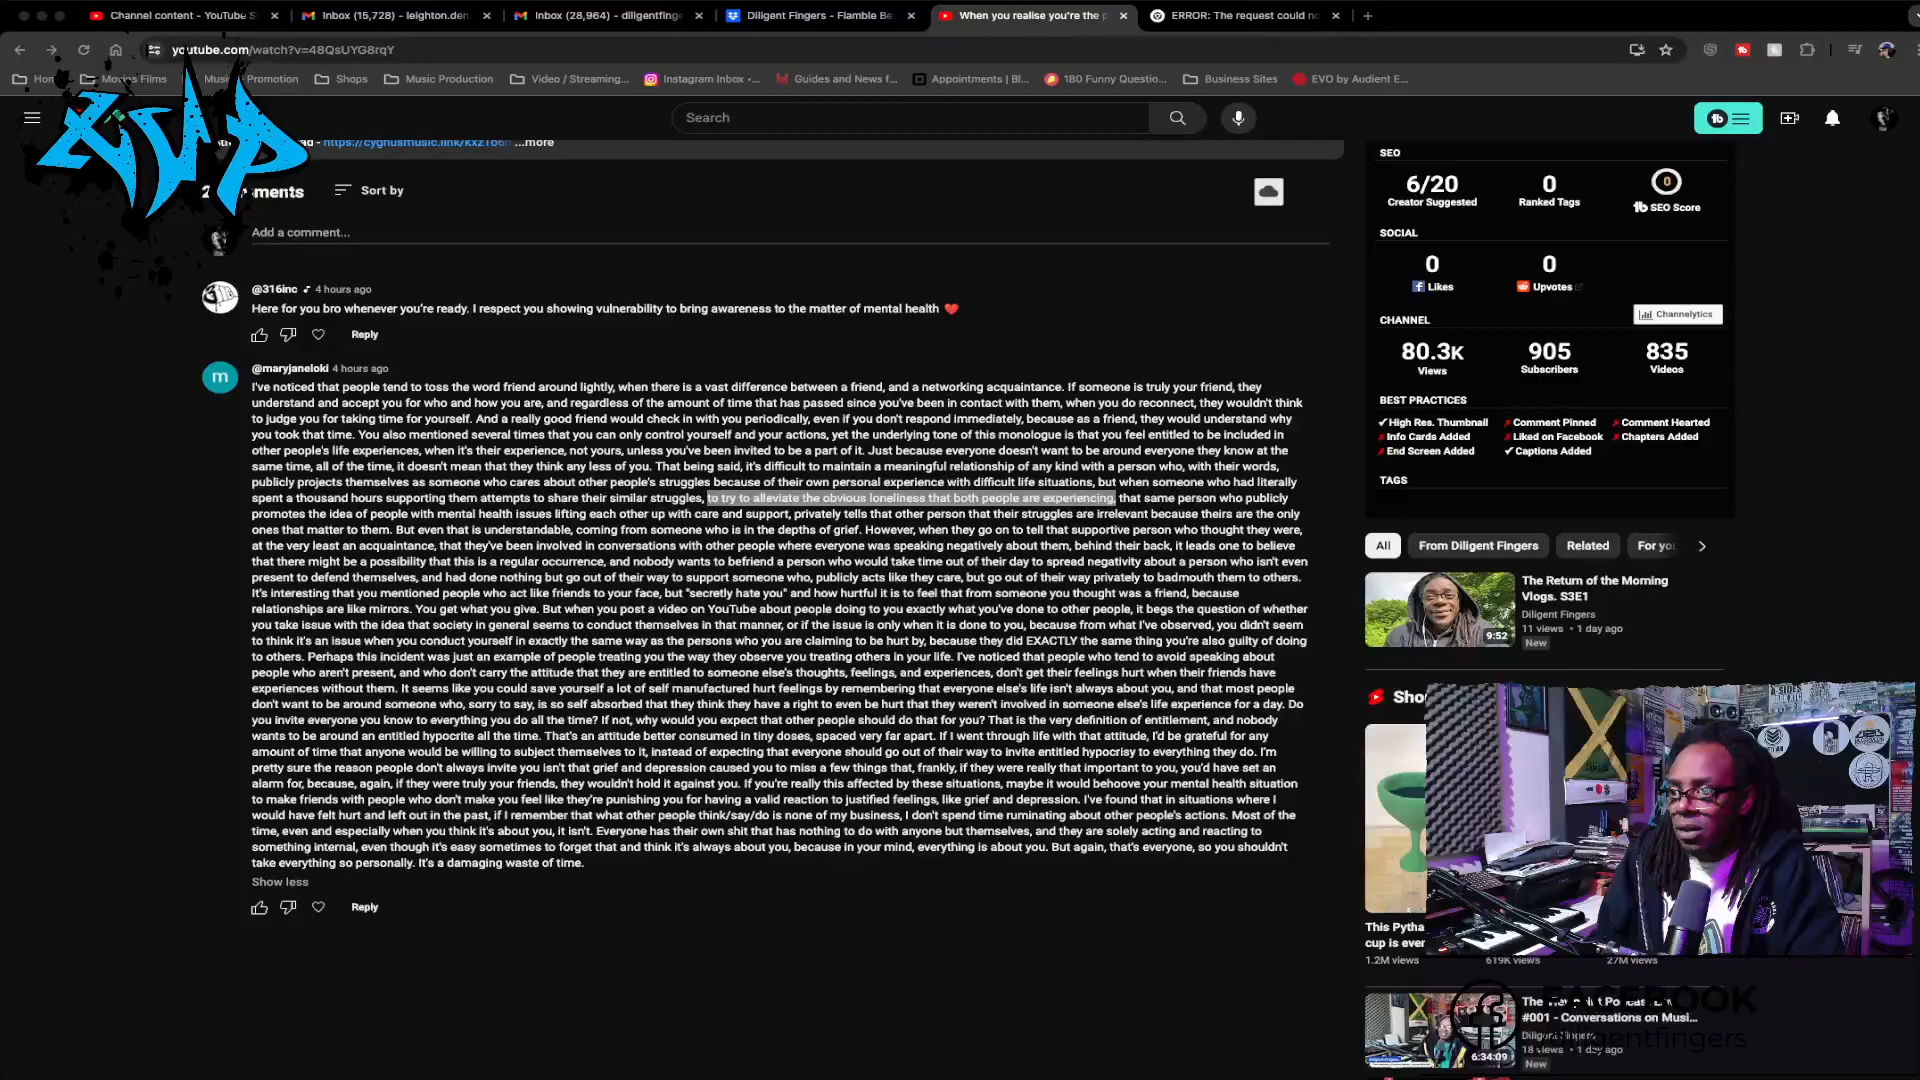 Channel content - YouTube S
Inbox (15,728) - leighton.den
Inbox (28,964) - diligentfinge
Diligent Fingers - Flamble Be
When you realise you're the p
ERROR: The request could no
youtube.com/watch?v=48QsUYG8rqY
Movies Films
Music Promotion
Shops
Music Production
Video / Streaming...
Instagram Inbox •...
Guides and News f...
Appointments | Bl...
180 Funny Questio...
Business Sites
EVO by Audient E...
Search
...more
Sort by
Add a comment...
@316inc 4 hours ago
Here for you bro whenever you're ready. I respect you showing vulnerability to bring awareness to the matter of mental health ❤️
Reply
m
@maryjaneloki 4 hours ago
I've noticed that people tend to toss the word friend around lightly, when there is a vast difference between a friend, and a networking acquaintance. If someone is truly your friend, they
understand and accept you for who and how you are, and regardless of the amount of time that has passed since you've been in contact with them, when you do reconnect, they wouldn't think
to judge you for taking time for yourself. And a really good friend would check in with you periodically, even if you don't respond immediately, because as a friend, they would understand why
you took that time. You also mentioned several times that you can only control yourself and your actions, yet the underlying tone of this monologue is that you feel entitled to be included in
other people's life experiences, when it's their experience, not yours, unless you've been invited to be a part of it. Just because everyone doesn't want to be around everyone they know at the
same time, all of the time, it doesn't mean that they think any less of you. That being said, it's difficult to maintain a meaningful relationship of any kind with a person who, with their words,
publicly projects themselves as someone who cares about other people's struggles because of their own personal experience with difficult life situations, but when someone who had literally
spent a thousand hours supporting them attempts to share their similar struggles, to try to alleviate the obvious loneliness that both people are experiencing, that same person who publicly
promotes the idea of people with mental health issues lifting each other up with care and support, privately tells that other person that their struggles are irrelevant because theirs are the only
ones that matter to them. But even that is understandable, coming from someone who is in the depths of grief. However, when they go on to tell that supportive person who thought they were,
at the very least an acquaintance, that they've been involved in conversations with other people where everyone was speaking negatively about them, behind their back, it leads one to believe
that there might be a possibility that this is a regular occurrence, and nobody wants to befriend a person who would take time out of their day to spread negativity about a person who isn't even
present to defend themselves, and had done nothing but go out of their way to support someone who, publicly acts like they care, but go out of their way privately to badmouth them to others.
It's interesting that you mentioned people who act like friends to your face, but "secretly hate you" and how hurtful it is to feel that from someone you thought was a friend, because
relationships are like mirrors. You get what you give. But when you post a video on YouTube about people doing to you exactly what you've done to other people, it begs the question of whether
you take issue with the idea that society in general seems to conduct themselves in that manner, or if the issue is only when it is done to you, because from what I've observed, you didn't seem
to think it's an issue when you conduct yourself in exactly the same way as the persons who you are claiming to be hurt by, because they did EXACTLY the same thing you're also guilty of doing
to others. Perhaps this incident was just an example of people treating you the way they observe you treating others in your life. I've noticed that people who tend to avoid speaking about
people who aren't present, and who don't carry the attitude that they are entitled to someone else's thoughts, feelings, and experiences, don't get their feelings hurt when their friends have
experiences without them. It seems like you could save yourself a lot of self manufactured hurt feelings by remembering that everyone else's life isn't always about you, and that most people
don't want to be around someone who, sorry to say, is so self absorbed that they think they have a right to even be hurt that they weren't involved in someone else's life experience for a day. Do
you invite everyone you know to everything you do all the time? If not, why would you expect that other people should do that for you? That is the very definition of entitlement, and nobody
wants to be around an entitled hypocrite all the time. That's an attitude better consumed in tiny doses, spaced very far apart. If I went through life with that attitude, I'd be grateful for any
amount of time that anyone would be willing to subject themselves to it, instead of expecting that everyone should go out of their way to invite entitled hypocrisy to everything they do. I'm
pretty sure the reason people don't always invite you isn't that grief and depression caused you to miss a few things that, frankly, if they were really that important to you, you'd have set an
alarm for, because, again, if they were truly your friends, they wouldn't hold it against you. If you're really this affected by these situations, maybe it would behoove your mental health situation
to make friends with people who don't make you feel like they're punishing you for having a valid reaction to justified feelings, like grief and depression. I've found that in situations where I
would have felt hurt and left out in the past, if I remember that what other people think/say/do is none of my business, I don't spend time ruminating about other people's actions. Most of the
time, even and especially when you think it's about you, it isn't. Everyone has their own shit that has nothing to do with anyone but themselves, and they are solely acting and reacting to
something internal, even though it's easy sometimes to forget that and think it's always about you, because in your mind, everything is about you. But again, that's everyone, so you shouldn't
take everything so personally. It's a damaging waste of time.
Show less
Reply
SEO
6/20
Creator Suggested
0
Ranked Tags
0
SEO Score
SOCIAL
0
Likes
0
Upvotes
CHANNEL
Channelytics
80.3K
Views
905
Subscribers
835
Videos
BEST PRACTICES
High Res. Thumbnail
Comment Pinned
Comment Hearted
Info Cards Added
Liked on Facebook
Chapters Added
End Screen Added
Captions Added
TAGS
All
From Diligent Fingers
Related
For you
The Return of the Morning
Vlogs. S3E1
Diligent Fingers
11 views • 1 day ago
New
9:52
Sho
This Pytha
cup is ever
1.2M views
619K views
27M views
#001 - Conversations on Musi...
Diligent Fingers
18 views • 1 day ago
New
6:34:09
FACEBOOK
diligentfingers